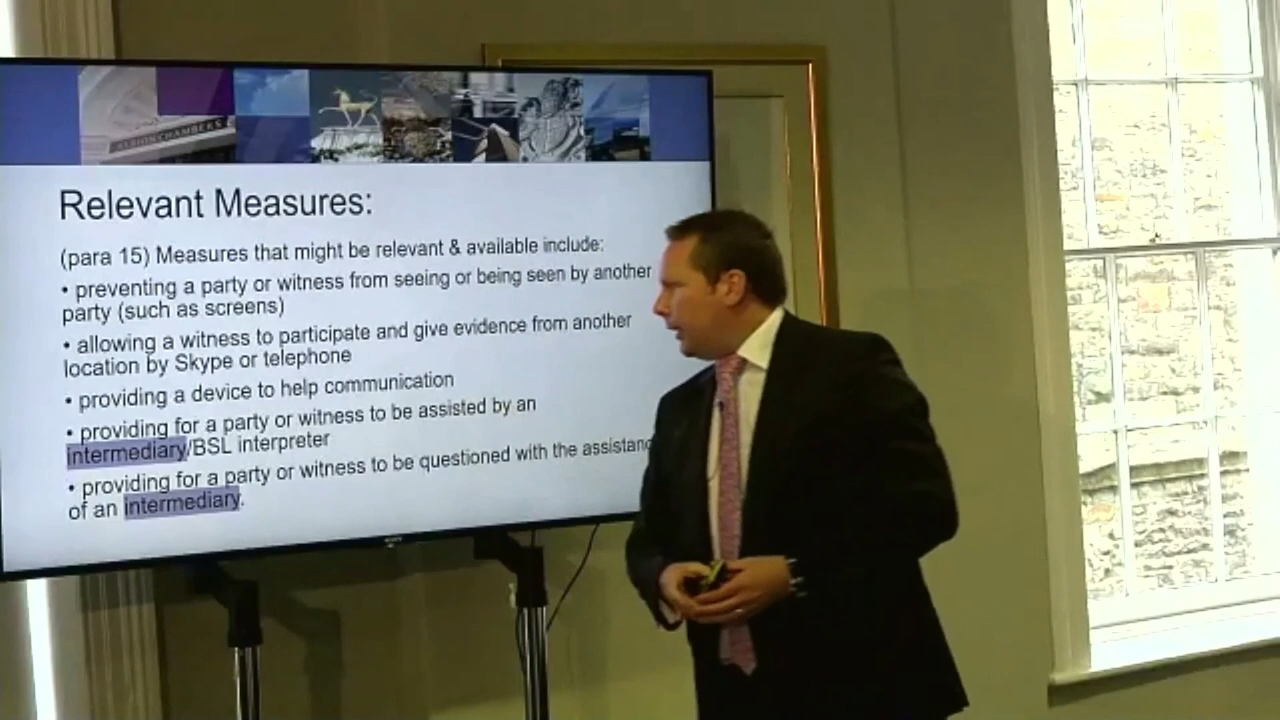 ALBION CHAMBERS
Relevant Measures:
(para 15) Measures that might be relevant & available include:
• preventing a party or witness from seeing or being seen by another
party (such as screens)
• allowing a witness to participate and give evidence from another
location by Skype or telephone
• providing a device to help communication
• providing for a party or witness to be assisted by an
intermediary/BSL interpreter
• providing for a party or witness to be questioned with the assistanc
of an intermediary.
SONY